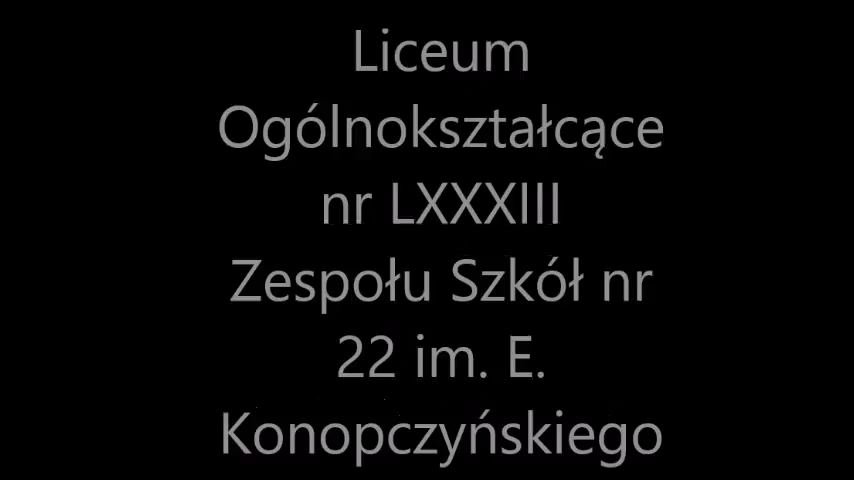 Liceum
Ogólnokształcące
nr LXXXIII
Zespołu Szkół nr
22 im. E.
Konopczyńskiego